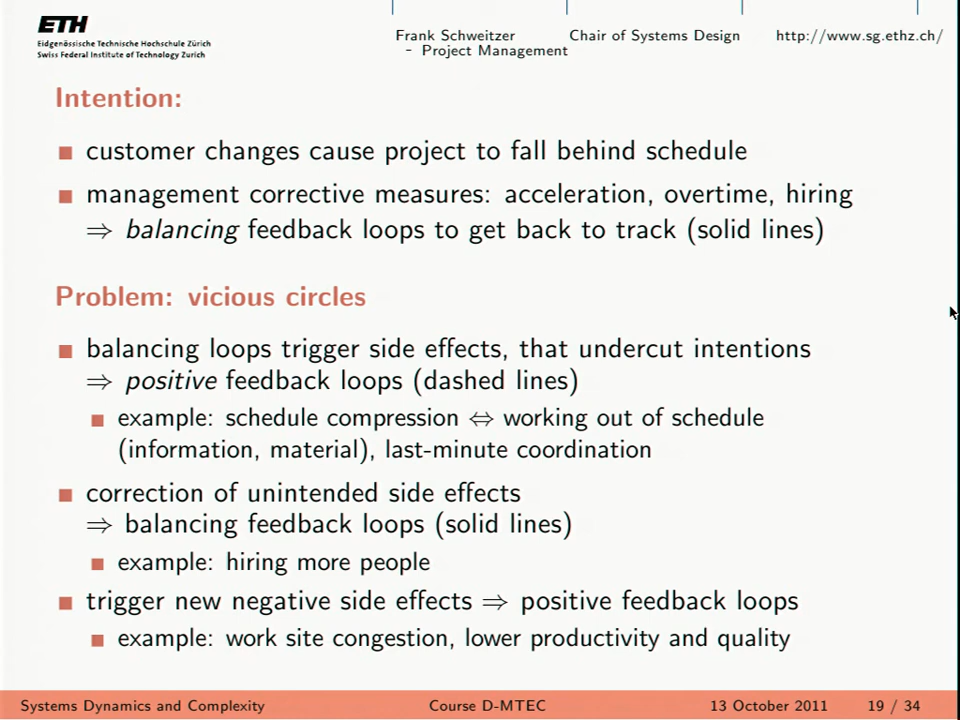 ETH
Eidgenössische Technische Hochschule Zürich
Swiss Federal Institute of Technology Zurich
Frank Schweitzer Chair of Systems Design http://www.sg.ethz.ch/
- Project Management
Intention:
customer changes cause project to fall behind schedule
management corrective measures: acceleration, overtime, hiring
⇒ balancing feedback loops to get back to track (solid lines)
Problem: vicious circles
balancing loops trigger side effects, that undercut intentions
⇒ positive feedback loops (dashed lines)
example: schedule compression ⇔ working out of schedule
(information, material), last-minute coordination
correction of unintended side effects
⇒ balancing feedback loops (solid lines)
example: hiring more people
trigger new negative side effects ⇒ positive feedback loops
example: work site congestion, lower productivity and quality
Systems Dynamics and Complexity Course D-MTEC 13 October 2011 19 / 34